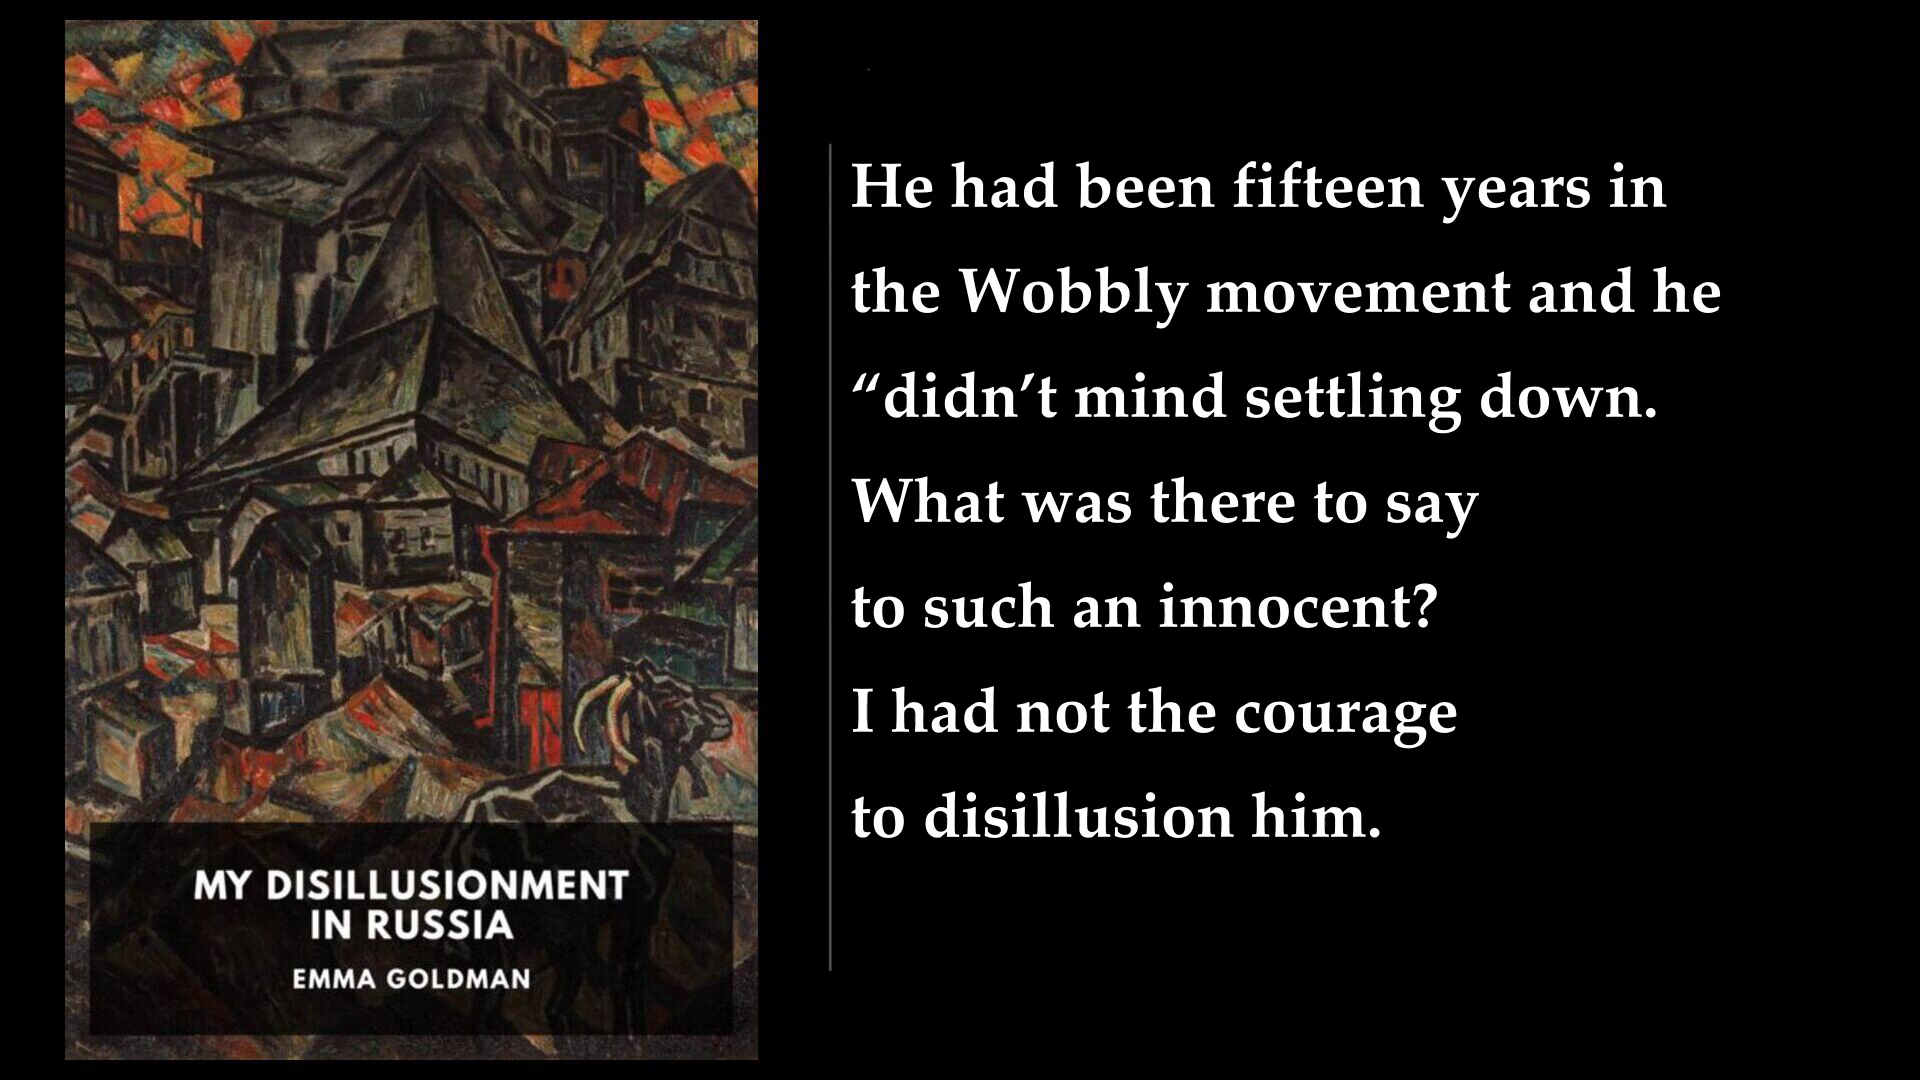 MY DISILLUSIONMENT
IN RUSSIA
EMMA GOLDMAN
He had been fifteen years in
the Wobbly movement and he
“didn’t mind settling down.
What was there to say
to such an innocent?
I had not the courage
to disillusion him.